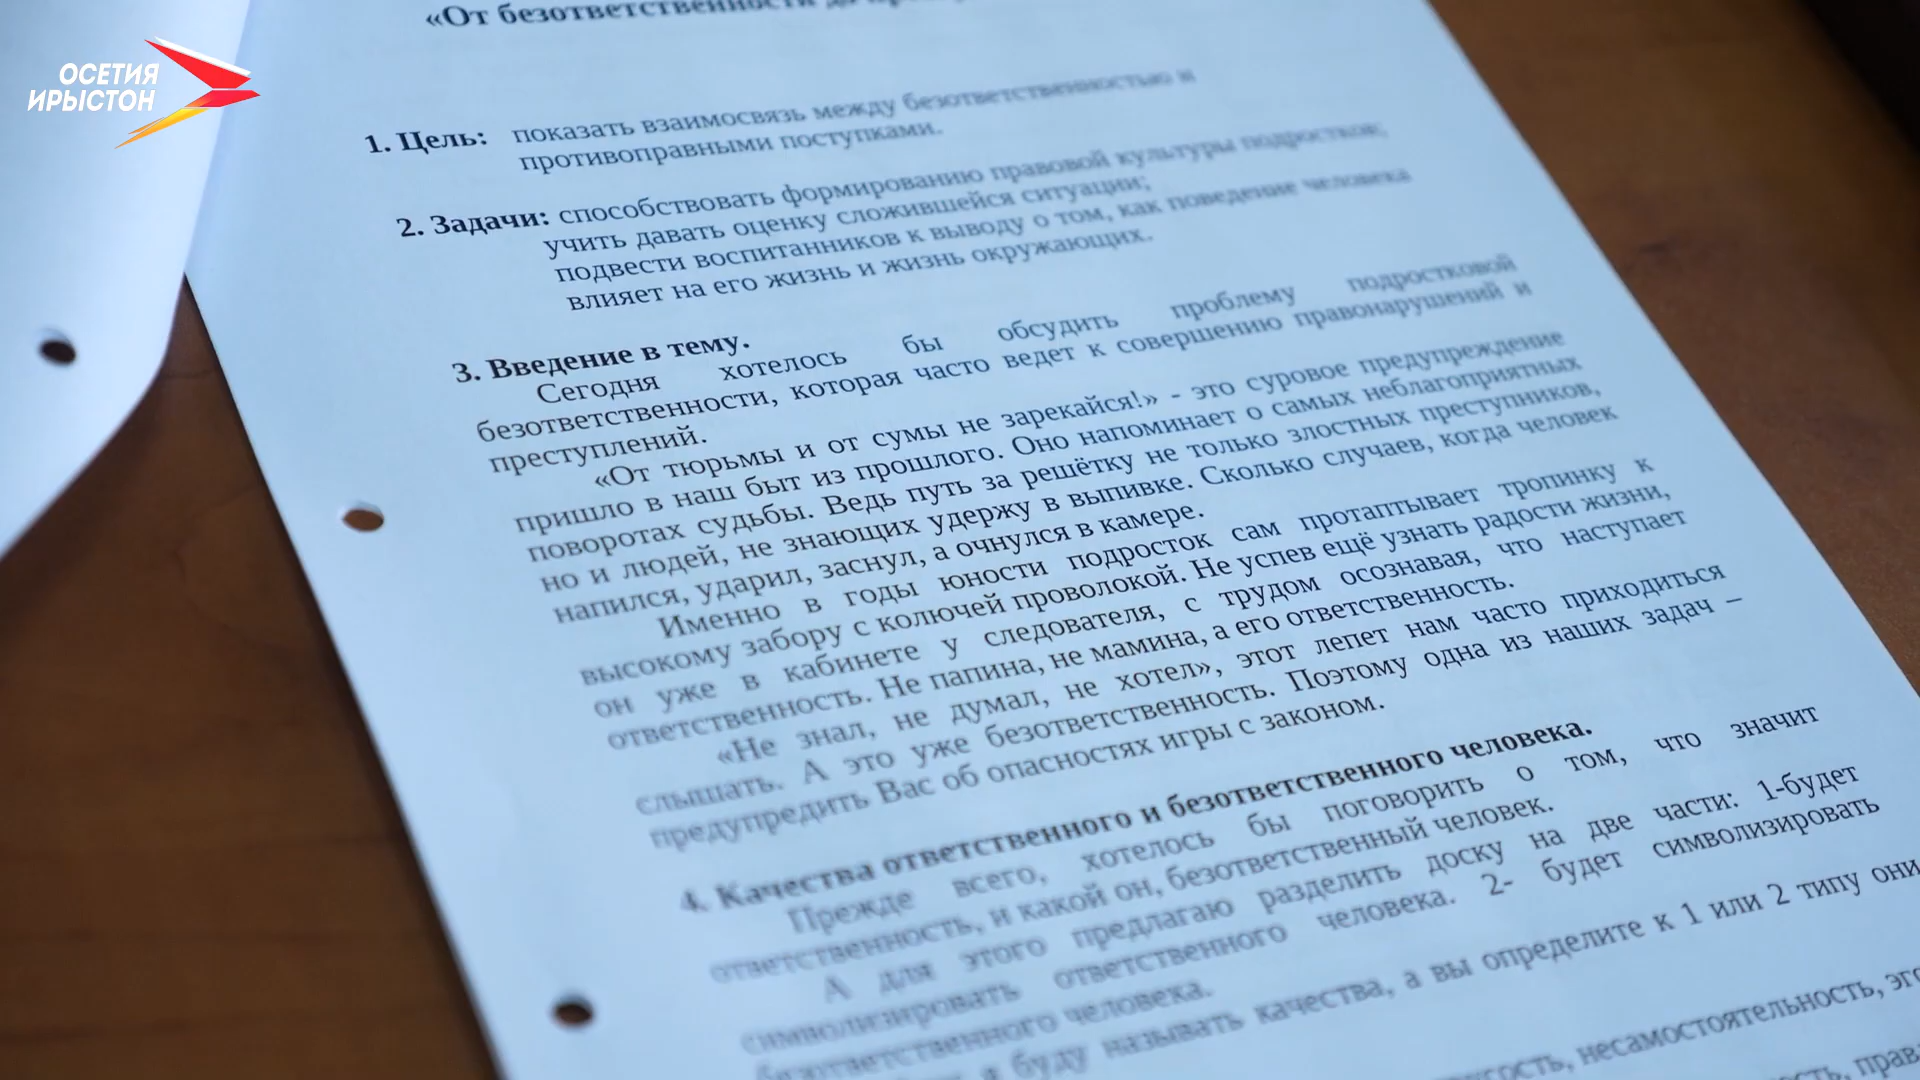 ОСЕТИЯ
ИРЫСТОН
«От безответственности до
1. Цель: показать взаимосвязь между безответственностью и
противоправными поступками.
2. Задачи: способствовать формированию правовой культуры подростков;
учить давать оценку сложившейся ситуации;
подвести воспитанников к выводу о том, как поведение человека
влияет на его жизнь и жизнь окружающих.
3. Введение в тему.
Сегодня хотелось бы обсудить проблему подростковой
безответственности, которая часто ведет к совершению правонарушений и
преступлений.
«От тюрьмы и от сумы не зарекайся!» - это суровое предупреждение
пришло в наш быт из прошлого. Оно напоминает о самых неблагоприятных
поворотах судьбы. Ведь путь за решётку не только злостных преступников,
но и людей, не знающих удержу в выпивке. Сколько случаев, когда человек
напился, ударил, заснул, а очнулся в камере.
Именно в годы юности подросток сам протаптывает тропинку к
высокому забору с колючей проволокой. Не успев ещё узнать радости жизни,
он уже в кабинете у следователя, с трудом осознавая, что наступает
ответственность. Не папина, не мамина, а его ответственность.
«Не знал, не думал, не хотел», этот лепет нам часто приходиться
слышать. А это уже безответственность. Поэтому одна из наших задач –
предупредить Вас об опасностях игры с законом.
4. Качества ответственного и безответственного человека.
Прежде всего, хотелось бы поговорить о том, что значит
ответственность, и какой он, безответственный человек.
А для этого предлагаю разделить доску на две части: 1-будет
символизировать ответственного человека. 2- будет символизировать
безответственного человека.
я буду называть качества, а вы определите к 1 или 2 типу они
несамостоятельность,